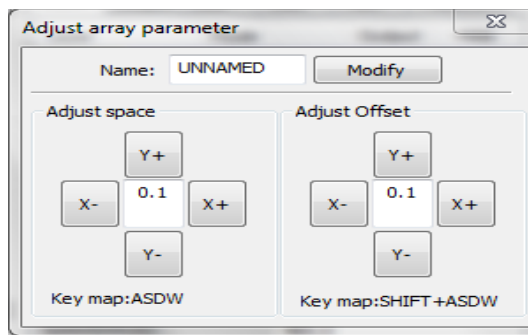 Adjust array parameter
Name: UNNAMED Modify
Adjust space
Y+
X- 0.1 X+
Y-
Key map:ASDW
Adjust Offset
Y+
X- 0.1 X+
Y-
Key map:SHIFT+ASDW